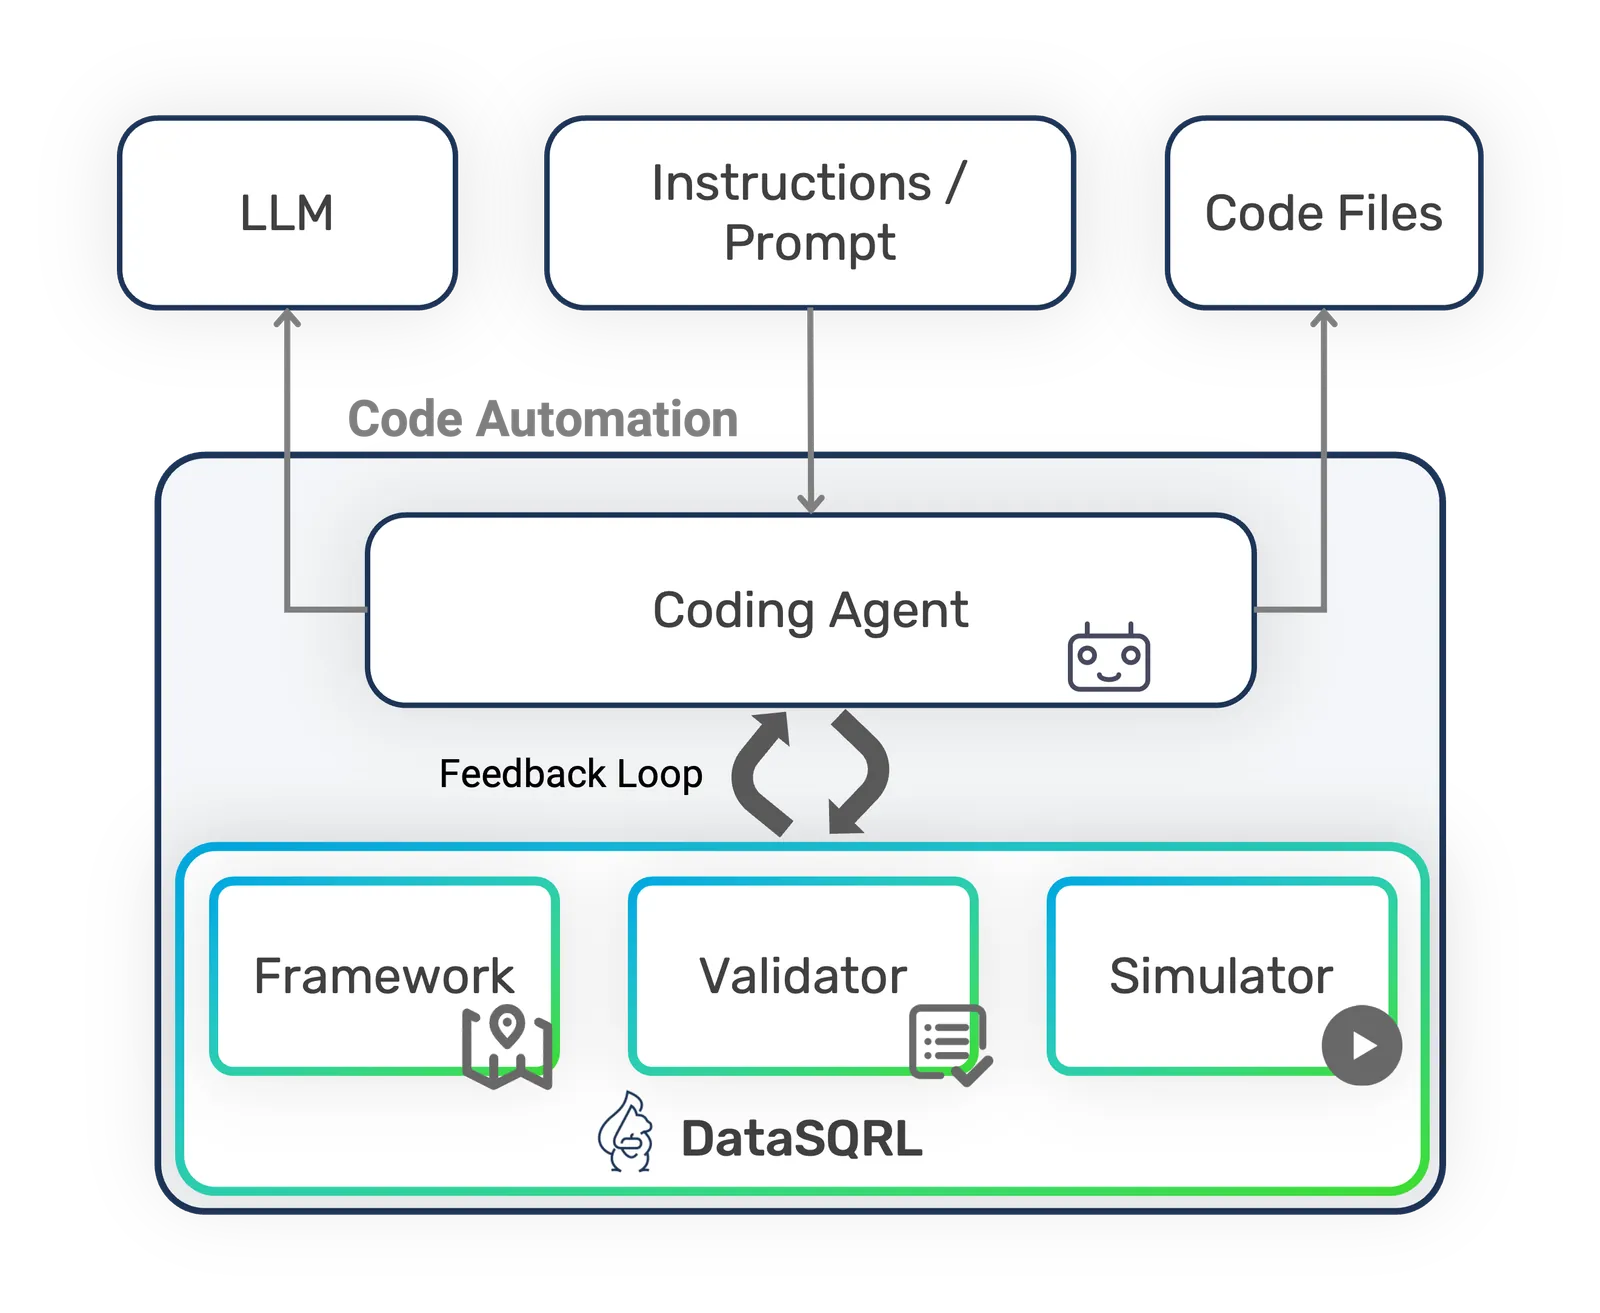 LLM
Instructions /
Prompt
Code Files
Code Automation
Coding Agent
Feedback Loop
Framework
Validator
Simulator
DataSQRL